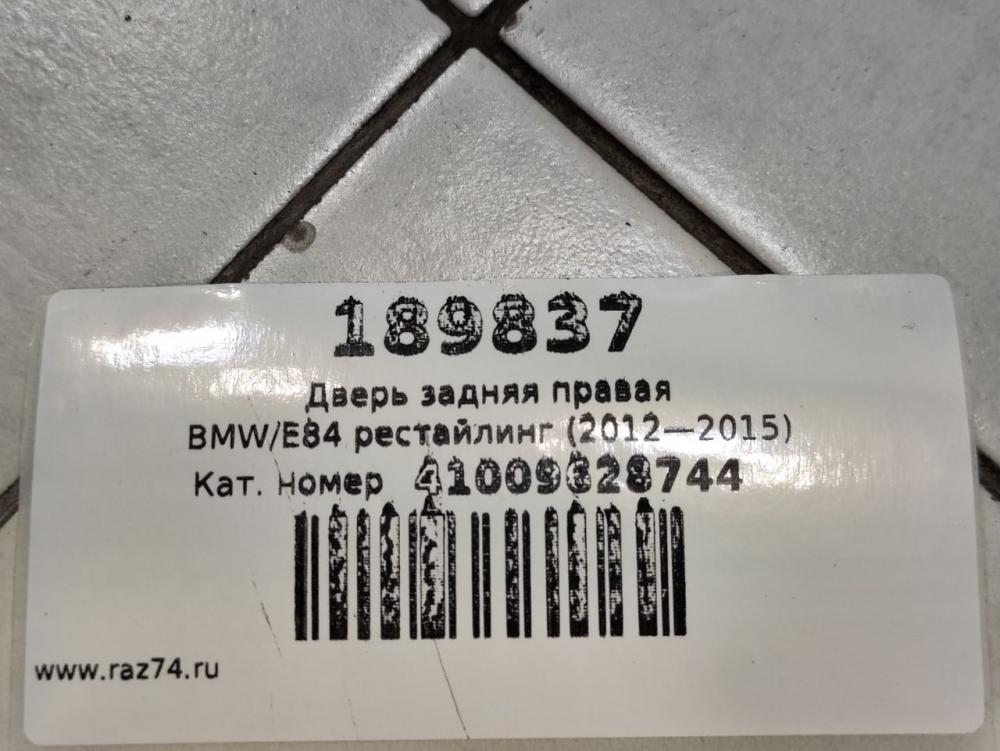 189837
Дверь задняя правая
BMW/E84 рестайлинг (2012—2015)
Кат. номер 41009628744
www.raz74.ru